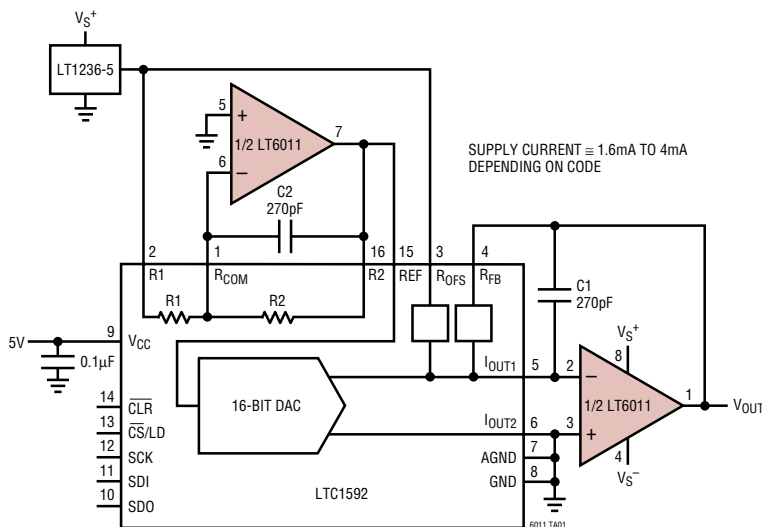 VS+
LT1236-5
5
+
7
1/2 LT6011
6
–
SUPPLY CURRENT ≅ 1.6mA TO 4mA
DEPENDING ON CODE
C2
270pF
2
1
16
15
3
4
R1
RCOM
R2
REF
ROFS
RFB
R1
R2
C1
270pF
5V
9
VCC
0.1µF
VS+
8
IOUT1
5
2
–
16-BIT DAC
1/2 LT6011
1
VOUT
14
CLR
IOUT2
6
3
+
13
CS/LD
12
SCK
AGND
7
4
VS–
11
SDI
GND
8
10
SDO
LTC1592
6011 TA01